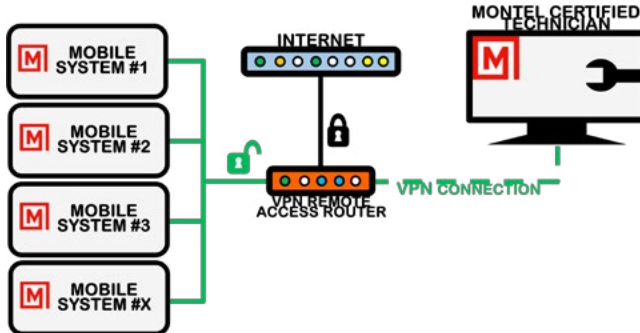 MONTEL CERTIFIED
TECHNICIAN
INTERNET
M
MOBILE
SYSTEM #1
M
MOBILE
SYSTEM #2
M
MOBILE
SYSTEM #3
M
MOBILE
SYSTEM #X
M
VPN REMOTE
ACCESS ROUTER
VPN CONNECTION